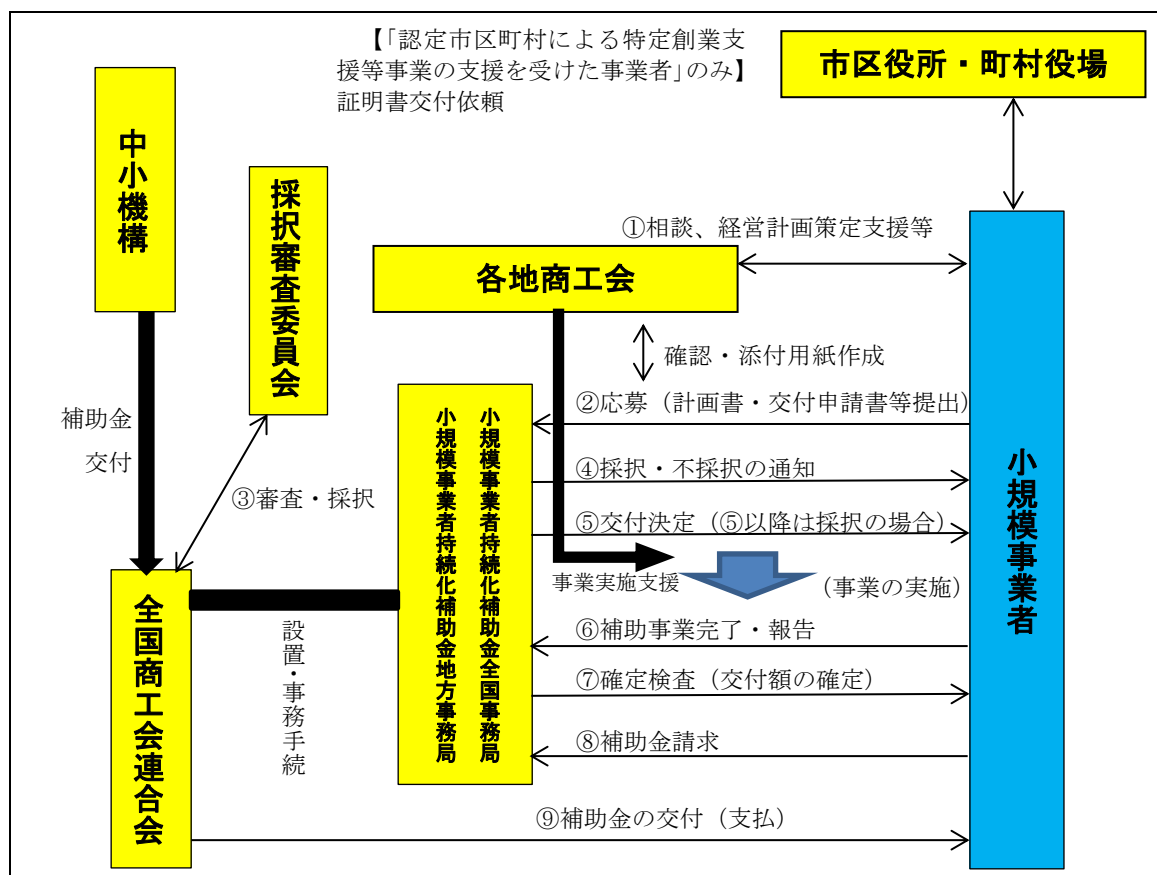 【「認定市区町村による特定創業支
援等事業の支援を受けた事業者」のみ】
証明書交付依頼
市区役所・町村役場
中小機構
採択審査委員会
①相談、経営計画策定支援等
各地商工会
確認・添付用紙作成
補助金
交付
③審査・採択
小規模事業者持続化補助金全国事務局
小規模事業者持続化補助金地方事務局
②応募（計画書・交付申請書等提出）
④採択・不採択の通知
⑤交付決定（⑤以降は採択の場合）
事業実施支援
（事業の実施）
小規模事業者
全国商工会連合会
設置・事務手続
⑥補助事業完了・報告
⑦確定検査（交付額の確定）
⑧補助金請求
⑨補助金の交付（支払）